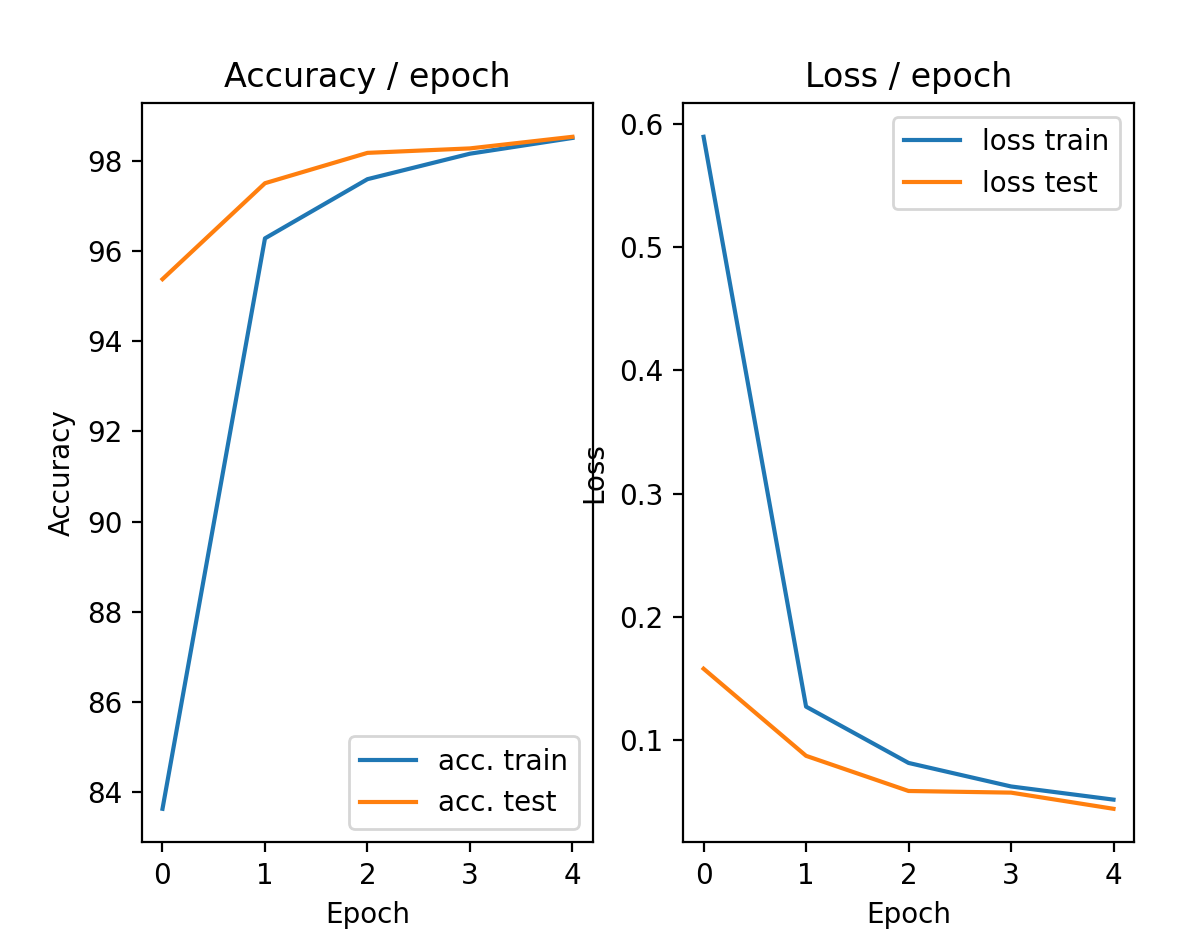 Accuracy / epoch
98
96
94
92
90
88
86
84
Accuracy
acc. train
acc. test
0 1 2 3 4
Epoch
Loss / epoch
0.6
0.5
0.4
0.3
0.2
0.1
Loss
loss train
loss test
0 1 2 3 4
Epoch